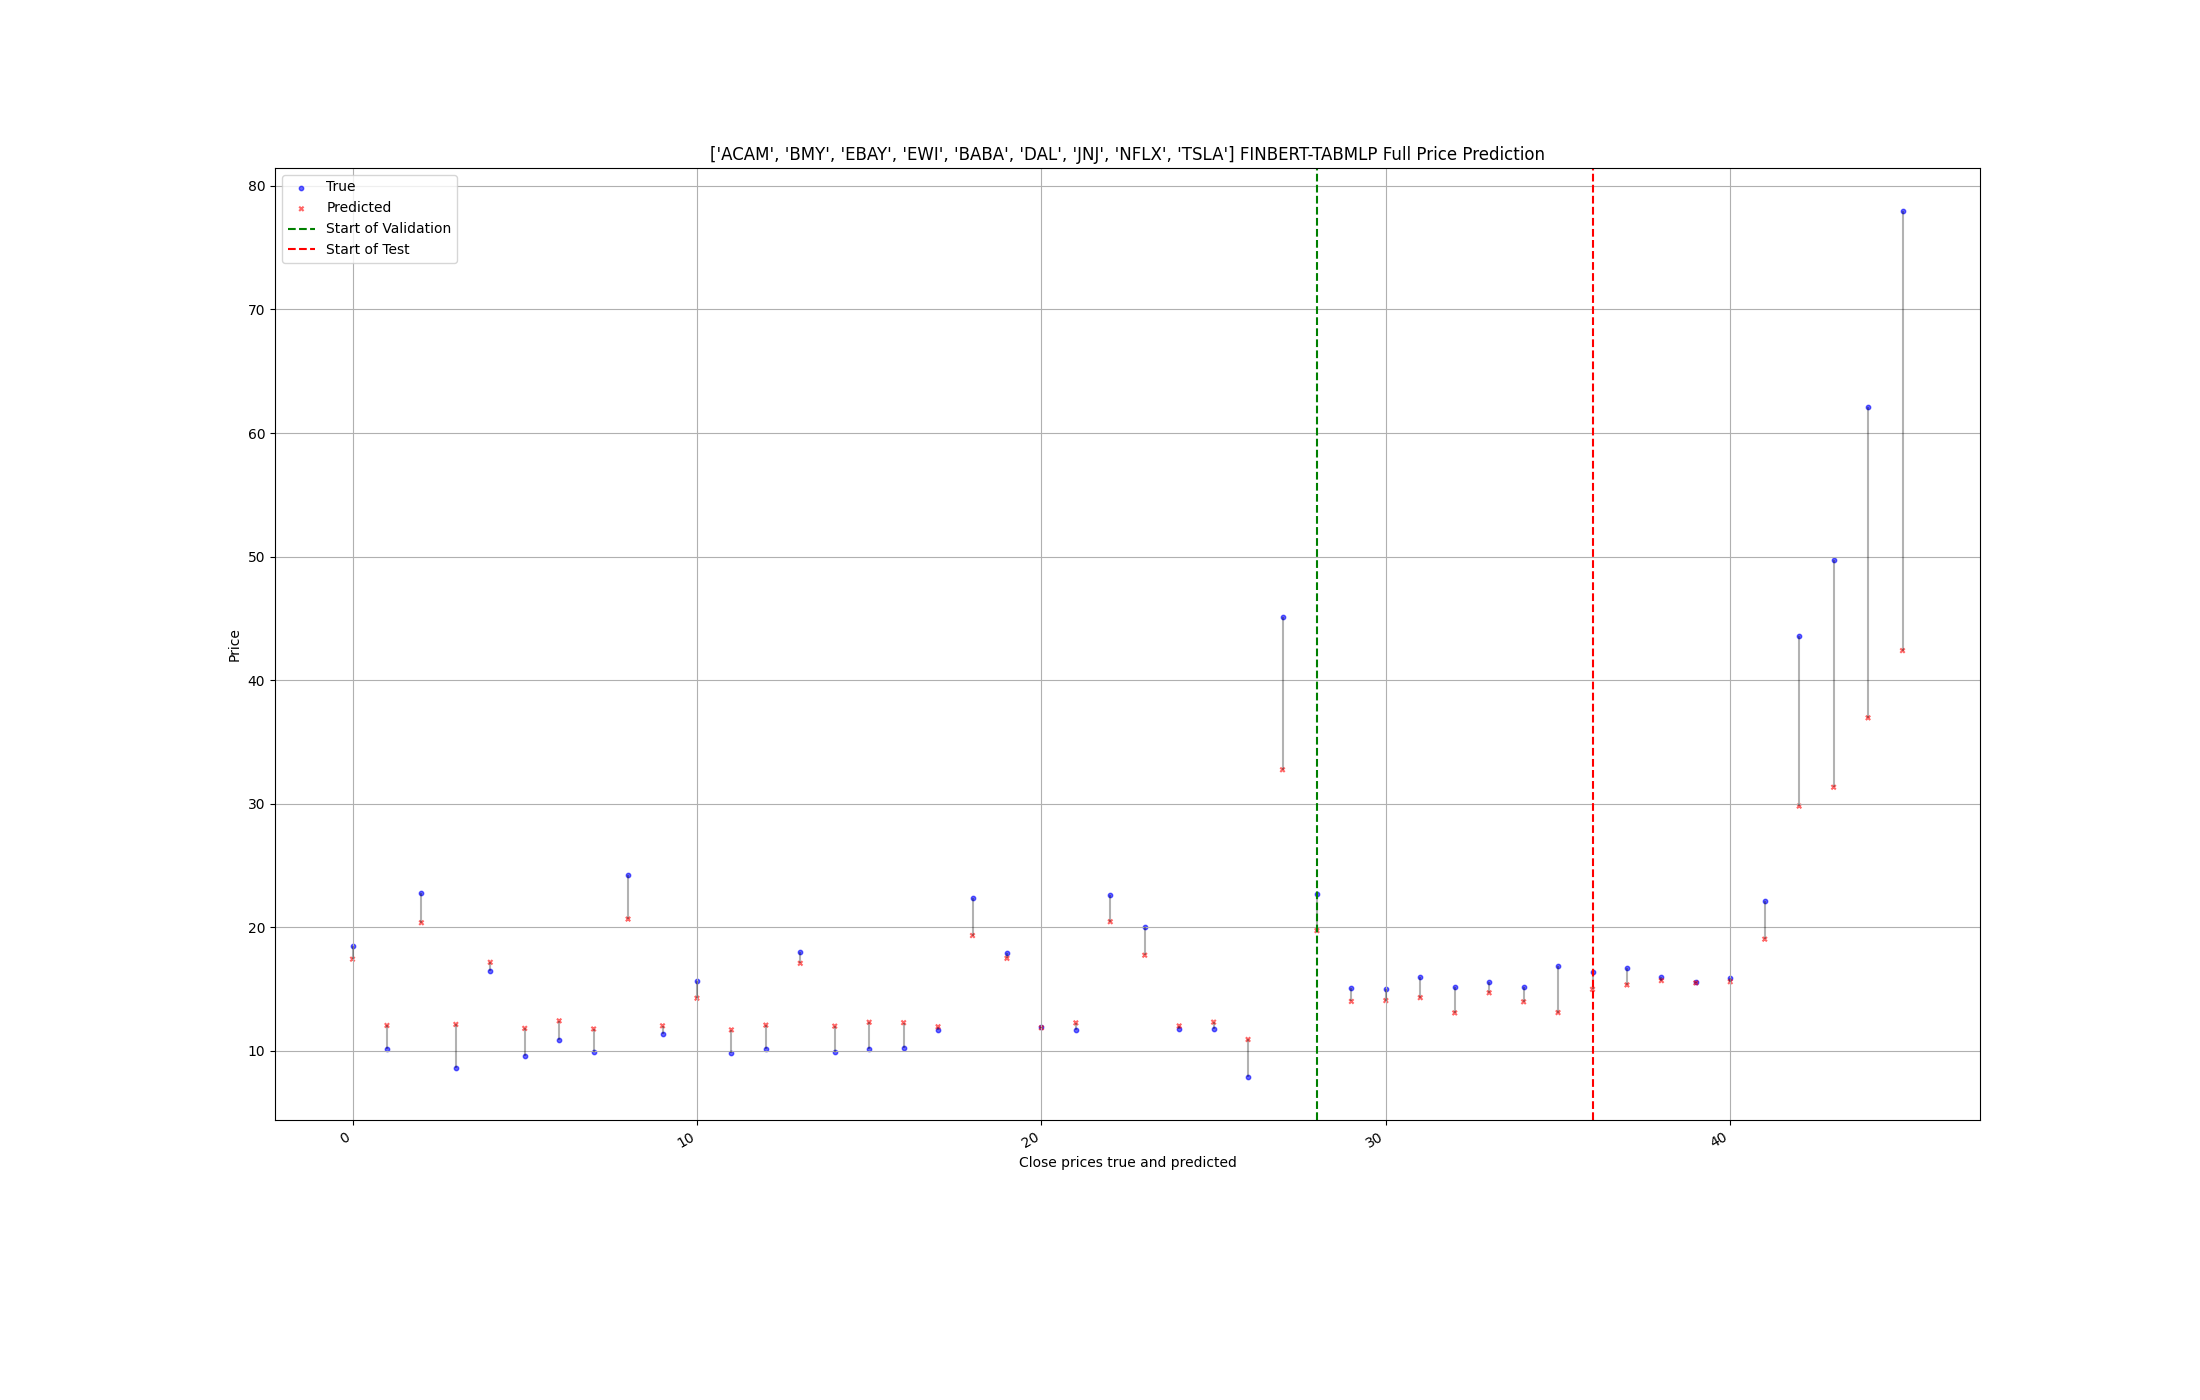 ['ACAM', 'BMY', 'EBAY', 'EWI', 'BABA', 'DAL', 'JNJ', 'NFLX', 'TSLA'] FINBERT-TABMLP Full Price Prediction
True
Predicted
Start of Validation
Start of Test
80
70
60
50
40
30
20
10
Price
0
10
20
30
40
Close prices true and predicted